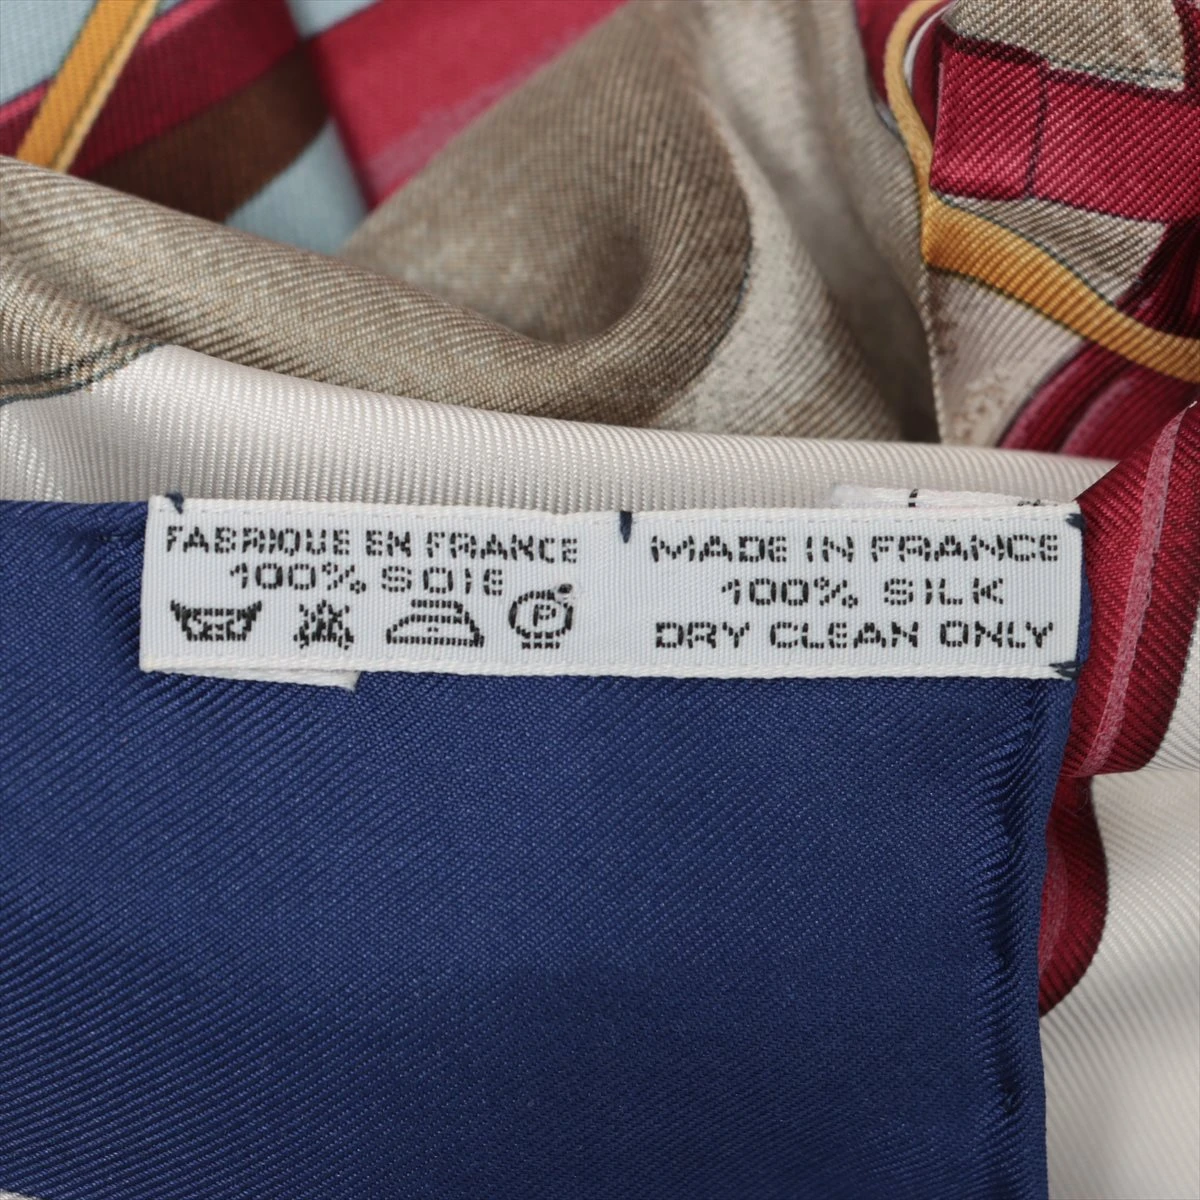 FABRIQUE EN FRANCE
100% SOIE
P
MADE IN FRANCE
100% SILK
DRY CLEAN ONLY